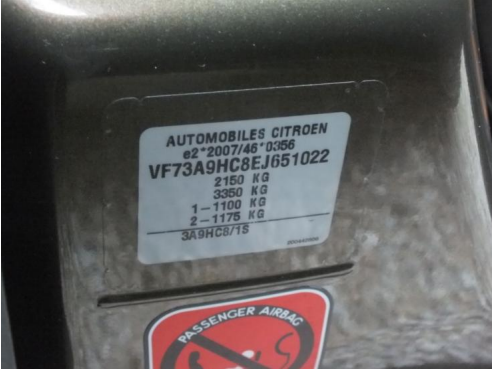 AUTOMOBILES CITROEN
e2*2007/46*0356
VF73A9HC8EJ651022
2150 KG
3350 KG
1-1100 KG
2-1175 KG
3A9HC8/1S
PASSENGER AIRBAG